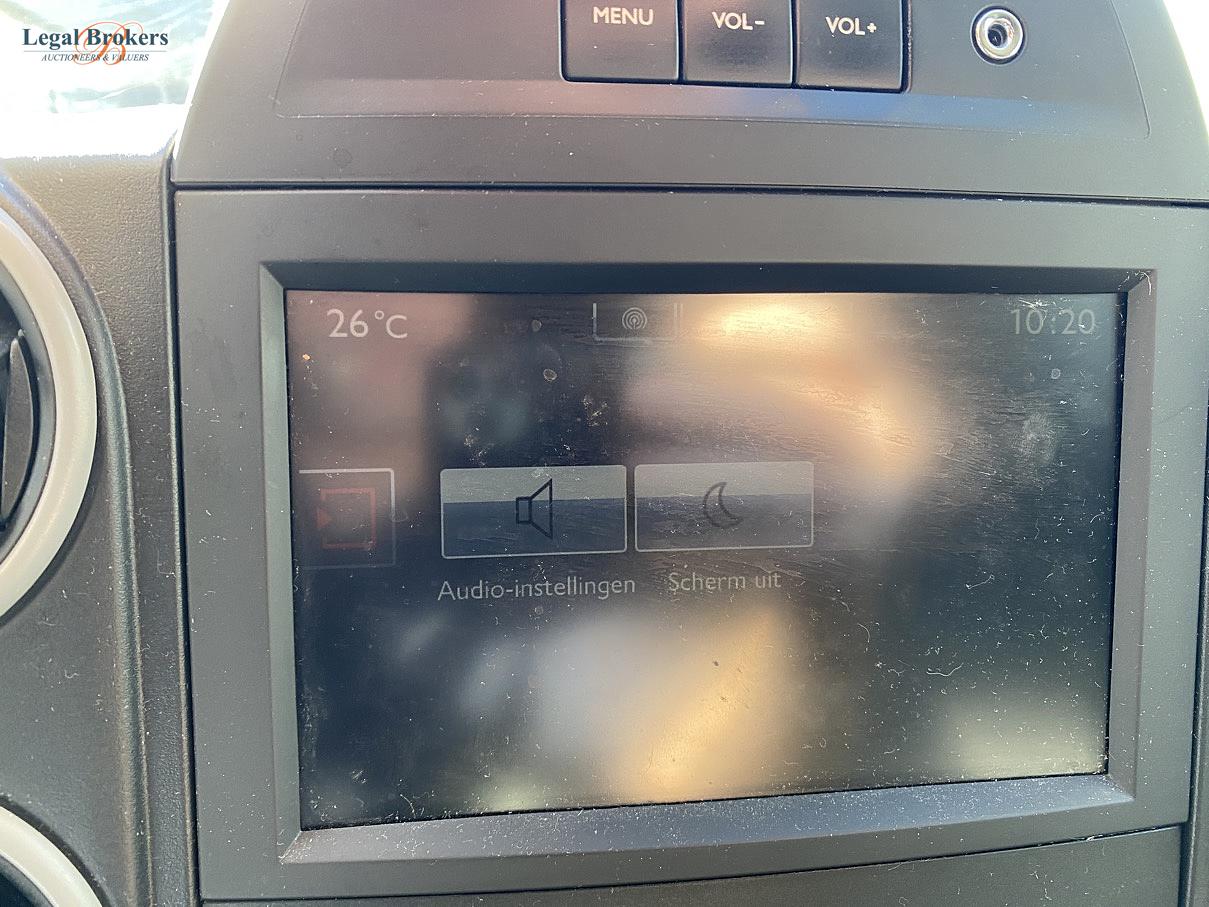 Legal Brokers
AUCTIONEERS & VALUERS
MENU VOL- VOL+
26°C 10:20
Audio-instellingen Scherm uit